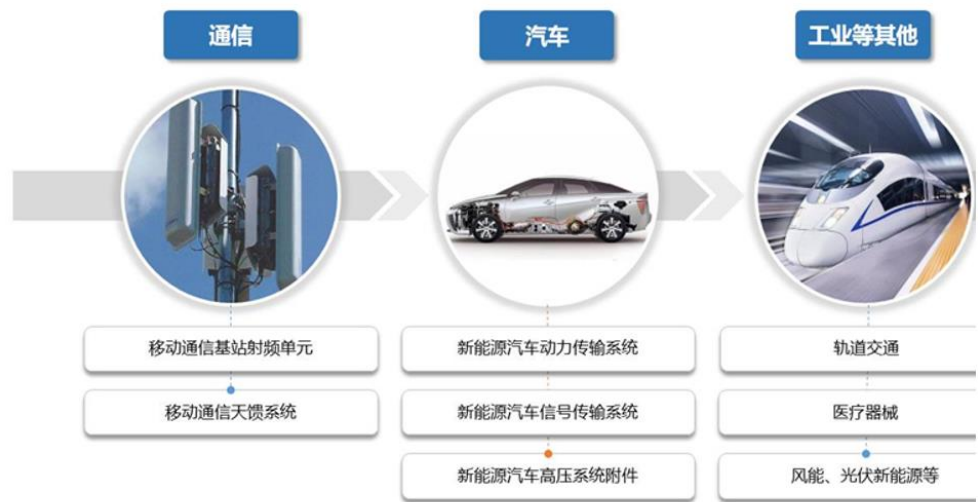 通信
汽车
工业等其他
移动通信基站射频单元
新能源汽车动力传输系统
轨道交通
移动通信天馈系统
新能源汽车信号传输系统
医疗器械
新能源汽车高压系统附件
风能、光伏新能源等